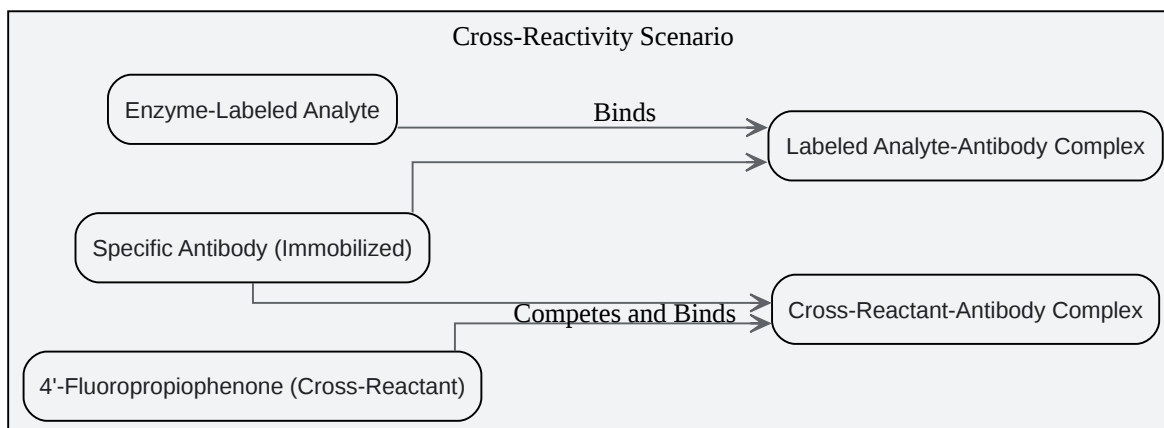 Cross-Reactivity Scenario
Enzyme-Labeled Analyte
Binds
Labeled Analyte-Antibody Complex
Specific Antibody (Immobilized)
Competes and Binds
Cross-Reactant-Antibody Complex
4'-Fluoropropiophenone (Cross-Reactant)